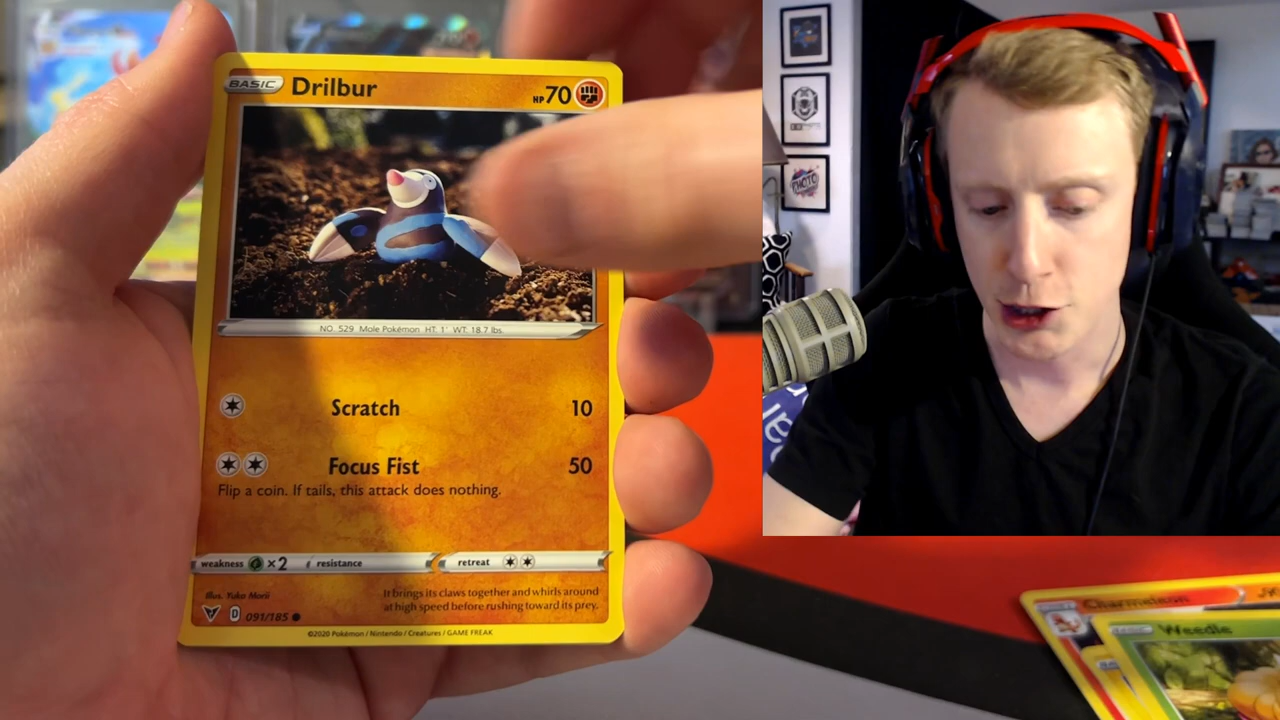 BASIC Drilbur HP 70
NO. 529 Mole Pokémon HT: 1' WT: 18.7 lbs.
Scratch 10
Focus Fist 50
Flip a coin. If tails, this attack does nothing.
weakness ×2 resistance retreat
Illus. Yuka Morii
It brings its claws together and whirls around
at high speed before rushing toward its prey.
D 091/185
©2020 Pokémon / Nintendo / Creatures / GAME FREAK
PHOTO
Charmeleon
Weedle